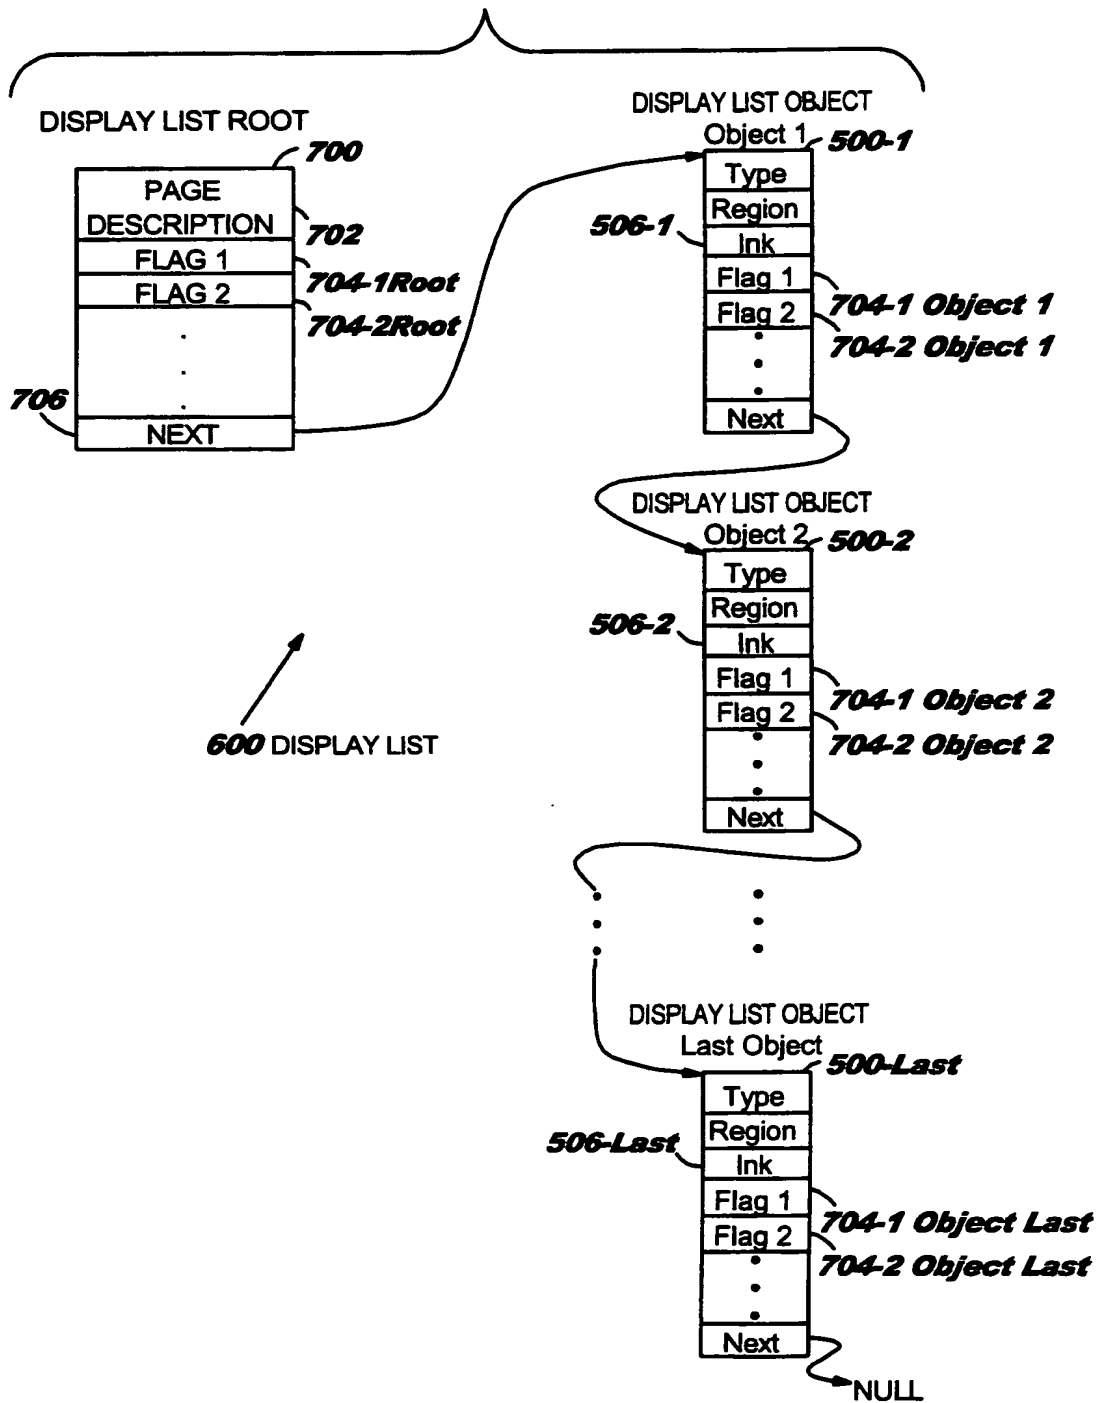 DISPLAY LIST ROOT
700
PAGE
DESCRIPTION
702
FLAG 1
704-1Root
FLAG 2
704-2Root
706
NEXT
DISPLAY LIST OBJECT
Object 1
500-1
Type
Region
506-1
Ink
Flag 1
704-1 Object 1
Flag 2
704-2 Object 1
Next
DISPLAY LIST OBJECT
Object 2
500-2
Type
Region
506-2
Ink
Flag 1
704-1 Object 2
Flag 2
704-2 Object 2
Next
600 DISPLAY LIST
DISPLAY LIST OBJECT
Last Object
500-Last
Type
Region
506-Last
Ink
Flag 1
704-1 Object Last
Flag 2
704-2 Object Last
Next
NULL